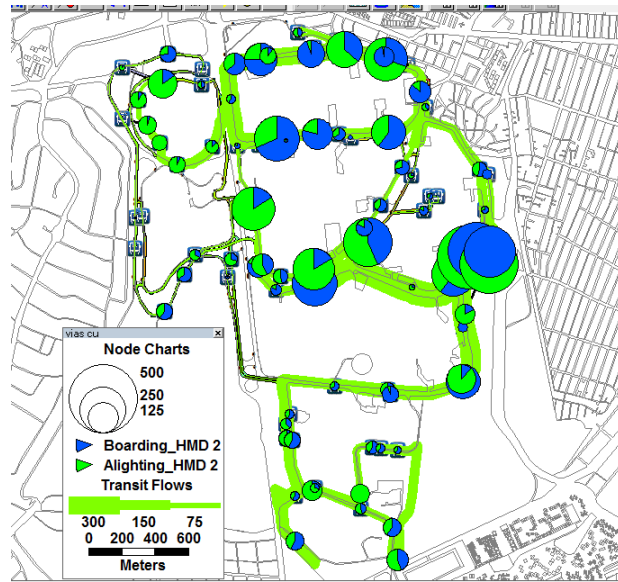 vias cu
Node Charts
500
250
125
Boarding_HMD 2
Alighting_HMD 2
Transit Flows
300 150 75
0 200 400 600
Meters